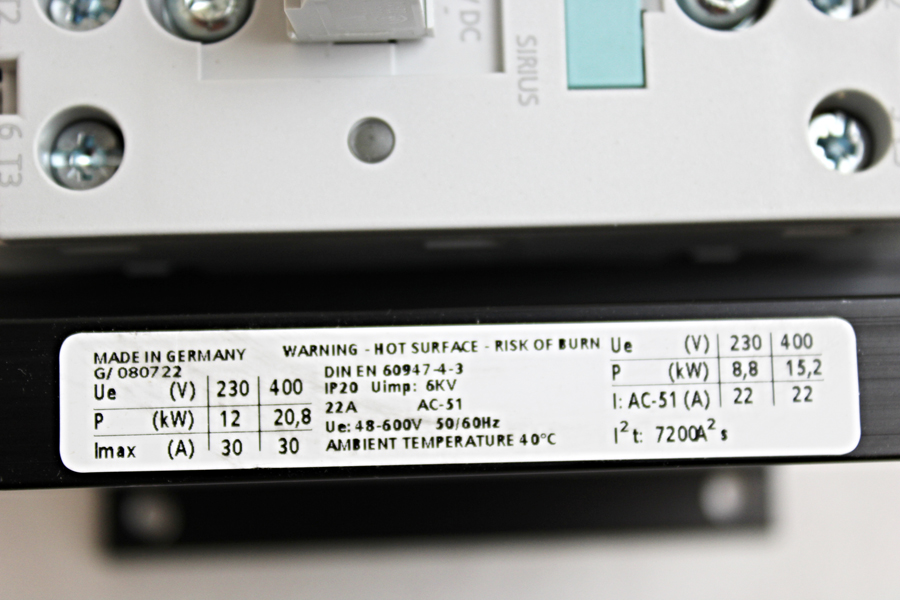 T2
V DC
SIRIUS
6 T3
MADE IN GERMANY
G/ 080722
Ue (V) 230 400
P (kW) 12 20,8
Imax (A) 30 30
WARNING - HOT SURFACE - RISK OF BURN
DIN EN 60947-4-3
IP20 Uimp: 6KV
22A AC-51
Ue: 48-600V 50/60Hz
AMBIENT TEMPERATURE 40°C
Ue (V) 230 400
P (kW) 8,8 15,2
I: AC-51 (A) 22 22
I²t: 7200A²s